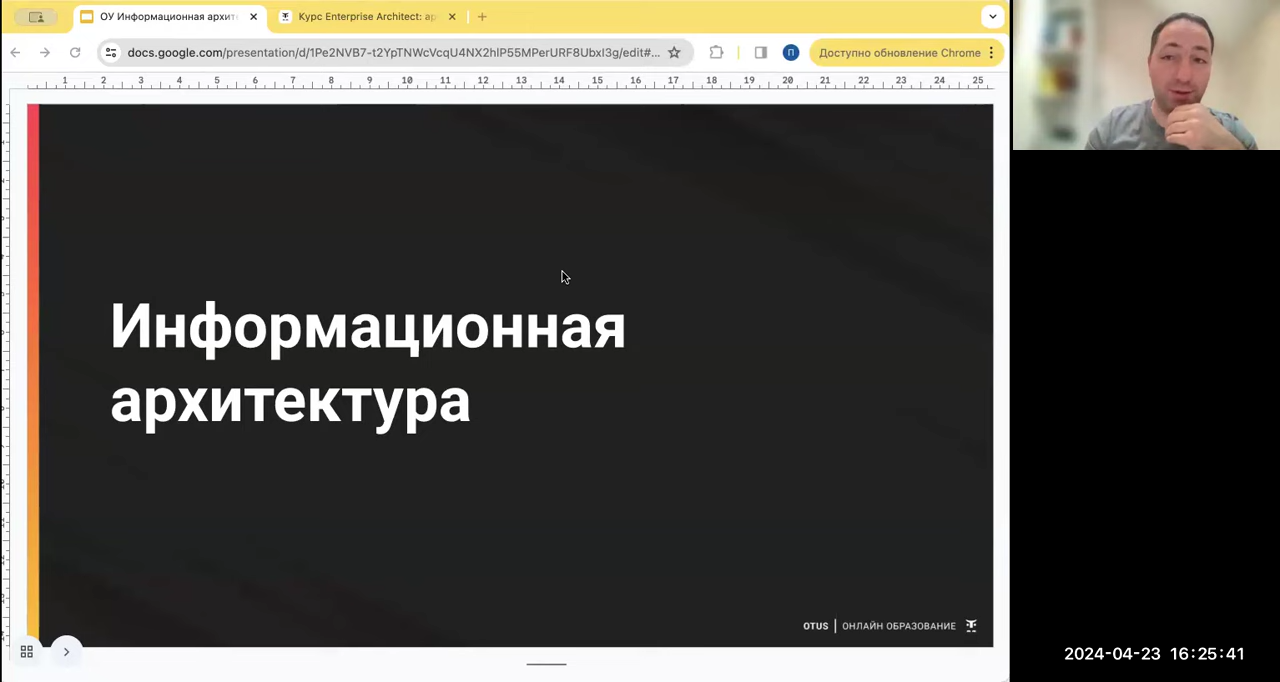 ОУ Информационная архит
Курс Enterprise Architect: ар
docs.google.com/presentation/d/1Pe2NVB7-t2YpTNWcVcqU4NX2hIP55MPerURF8UbxI3g/edit#...
П
Доступно обновление Chrome
1 2 3 4 5 6 7 8 9 10 11 12 13 14 15 16 17 18 19 20 21 22 23 24 25
Информационная
архитектура
OTUS | ОНЛАЙН ОБРАЗОВАНИЕ
2024-04-23 16:25:41